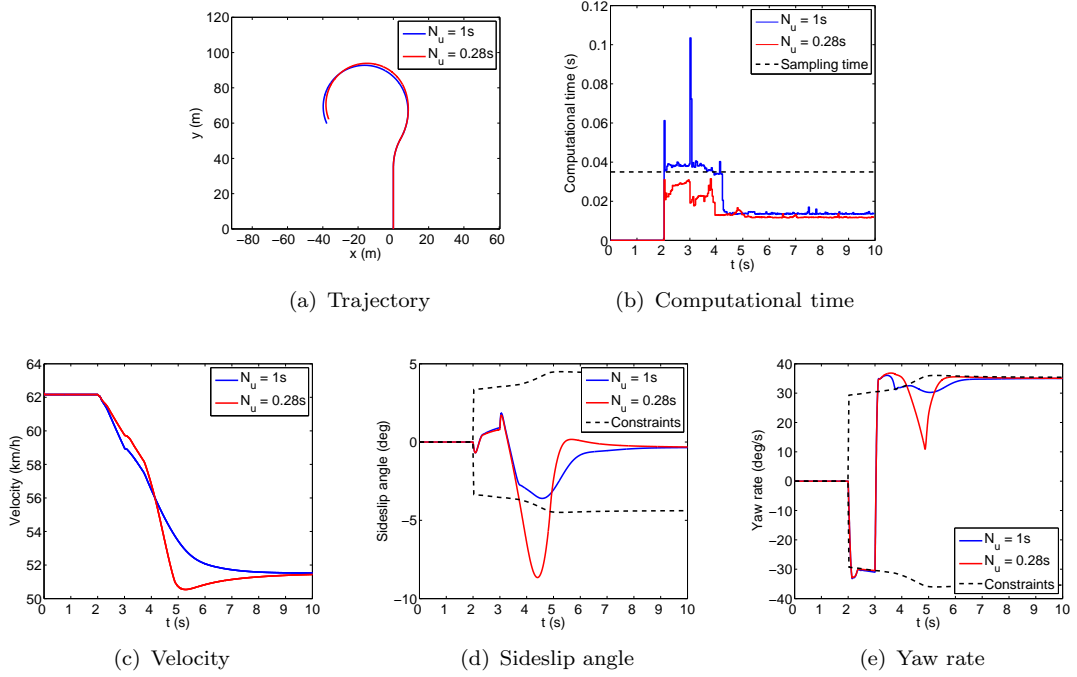 120
100
80
60
40
20
0
−80 −60 −40 −20 0 20 40 60
y (m)
x (m)
N_u = 1s
N_u = 0.28s
(a) Trajectory
0.12
0.1
0.08
0.06
0.04
0.02
0
0 1 2 3 4 5 6 7 8 9 10
Computational time (s)
t (s)
N_u = 1s
N_u = 0.28s
Sampling time
(b) Computational time
64
62
60
58
56
54
52
50
0 1 2 3 4 5 6 7 8 9 10
Velocity (km/h)
t (s)
N_u = 1s
N_u = 0.28s
(c) Velocity
5
0
−5
−10
0 1 2 3 4 5 6 7 8 9 10
Sideslip angle (deg)
t (s)
N_u = 1s
N_u = 0.28s
Constraints
(d) Sideslip angle
40
30
20
10
0
−10
−20
−30
−40
0 1 2 3 4 5 6 7 8 9 10
Yaw rate (deg/s)
t (s)
N_u = 1s
N_u = 0.28s
Constraints
(e) Yaw rate